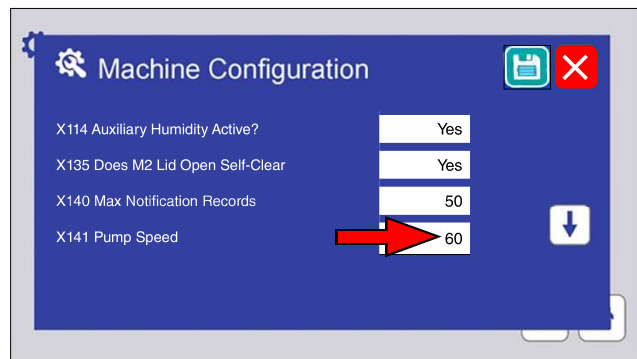 Machine Configuration
X114 Auxiliary Humidity Active? Yes
X135 Does M2 Lid Open Self-Clear Yes
X140 Max Notification Records 50
X141 Pump Speed 60